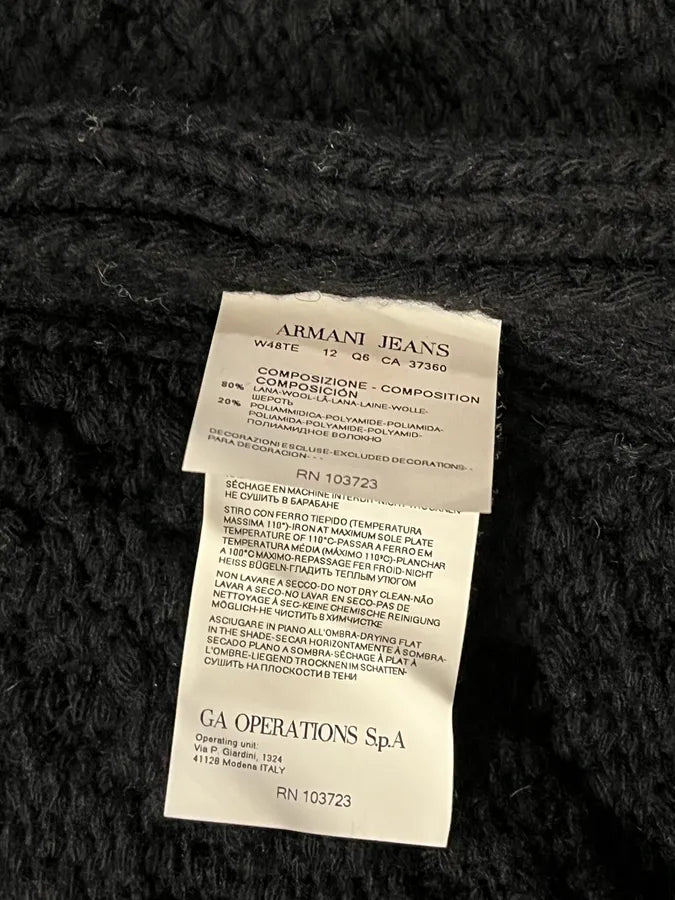 ARMANI JEANS
W48TE 12 Q6 CA 37360
COMPOSIZIONE - COMPOSITION
COMPOSICIÓN
80% LANA-WOOL-LÃ-LANA-LAINE-WOLLE-
ШЕРОТЬ
20% POLIAMMIDICA-POLYAMIDE-POLIAMIDA-
POLIAMIDA-POLYAMIDE-POLYAMID-
ПОЛИАМИДНОЕ ВОЛОКНО
DECORAZIONI ESCLUSE-EXCLUDED DECORATIONS--
PARA DECORACION---
RN 103723
SÉCHAGE EN MACHINE INTERDIT-NICHT TROCKNEN
НЕ СУШИТЬ В БАРАБАНЕ
STIRO CON FERRO TIEPIDO (TEMPERATURA
MASSIMA 110°)-IRON AT MAXIMUM SOLE PLATE
TEMPERATURE OF 110°C-PASSAR A FERRO EM
TEMPERATURA MÉDIA (MÁXIMO 110°C)-PLANCHAR
A 100°C MAXIMO-REPASSAGE FER FROID-NICHT
HEISS BÜGELN-ГЛАДИТЬ ТЕПЛЫМ УТЮГОМ
NON LAVARE A SECCO-DO NOT DRY CLEAN-NÃO
LAVAR A SECO-NO LAVAR EN SECO-PAS DE
NETTOYAGE À SEC-KEINE CHEMISCHE REINIGUNG
MÖGLICH-НЕ ЧИСТИТЬ В ХИМЧИСТКЕ
ASCIUGARE IN PIANO ALL'OMBRA-DRYING FLAT
IN THE SHADE-SECAR HORIZONTAMENTE À SOMBRA-
SECADO PLANO A SOMBRA-SÉCHAGE À PLAT À
L'OMBRE-LIEGEND TROCKNEN IM SCHATTEN-
СУШИТЬ НА ПЛОСКОСТИ В ТЕНИ
GA OPERATIONS S.p.A
Operating unit:
Via P. Giardini, 1324
41128 Modena ITALY
RN 103723